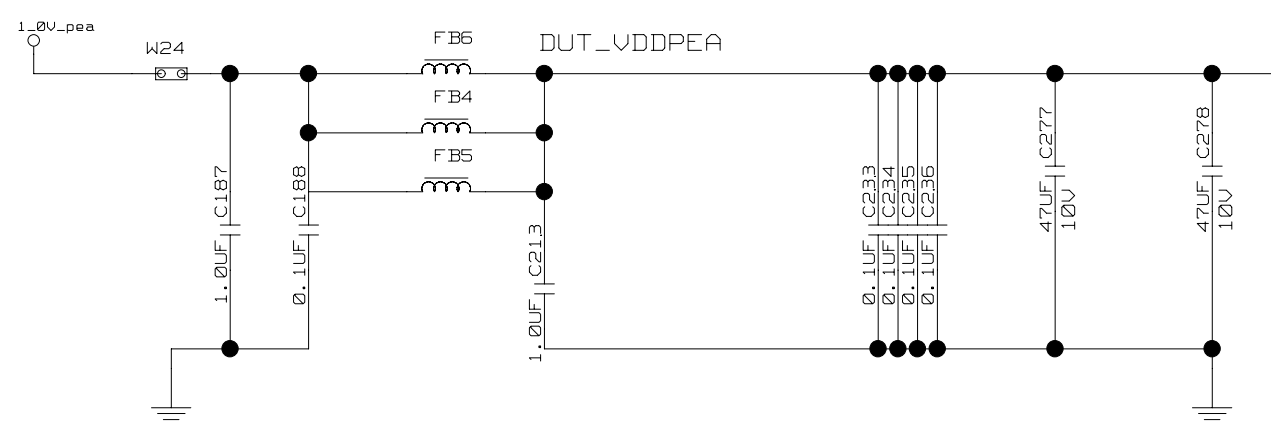 1_0V_pea
W24
FB6
DUT_VDDPEA
FB4
FB5
C187
1.0UF
C188
0.1UF
C213
1.0UF
C233
0.1UF
C234
0.1UF
C235
0.1UF
C236
0.1UF
C277
47UF
10V
C278
47UF
10V